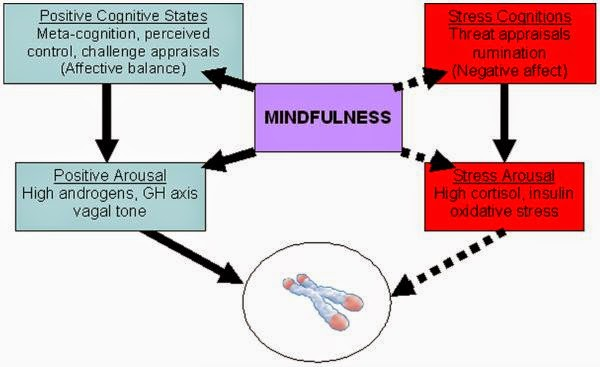 Positive Cognitive States
Meta-cognition, perceived
control, challenge appraisals
(Affective balance)
Stress Cognitions
Threat appraisals
rumination
(Negative affect)
MINDFULNESS
Positive Arousal
High androgens, GH axis
vagal tone
Stress Arousal
High cortisol, insulin
oxidative stress